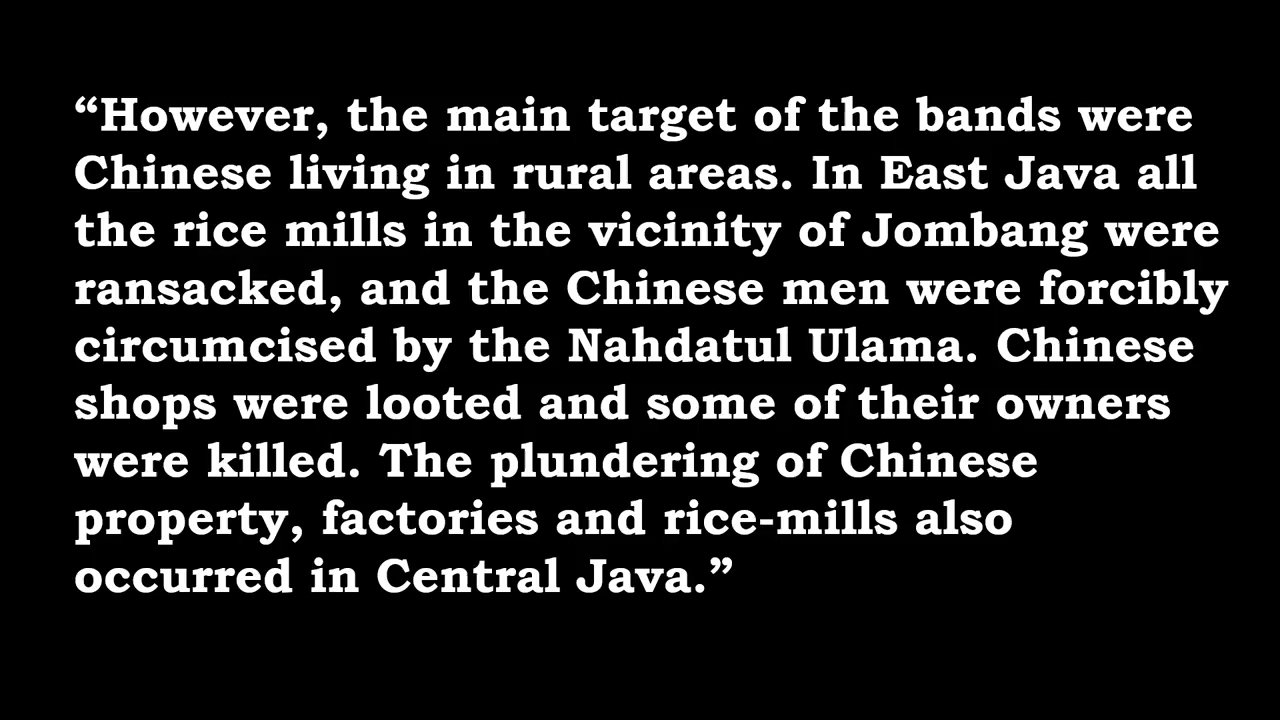 “However, the main target of the bands were
Chinese living in rural areas. In East Java all
the rice mills in the vicinity of Jombang were
ransacked, and the Chinese men were forcibly
circumcised by the Nahdatul Ulama. Chinese
shops were looted and some of their owners
were killed. The plundering of Chinese
property, factories and rice-mills also
occurred in Central Java.”